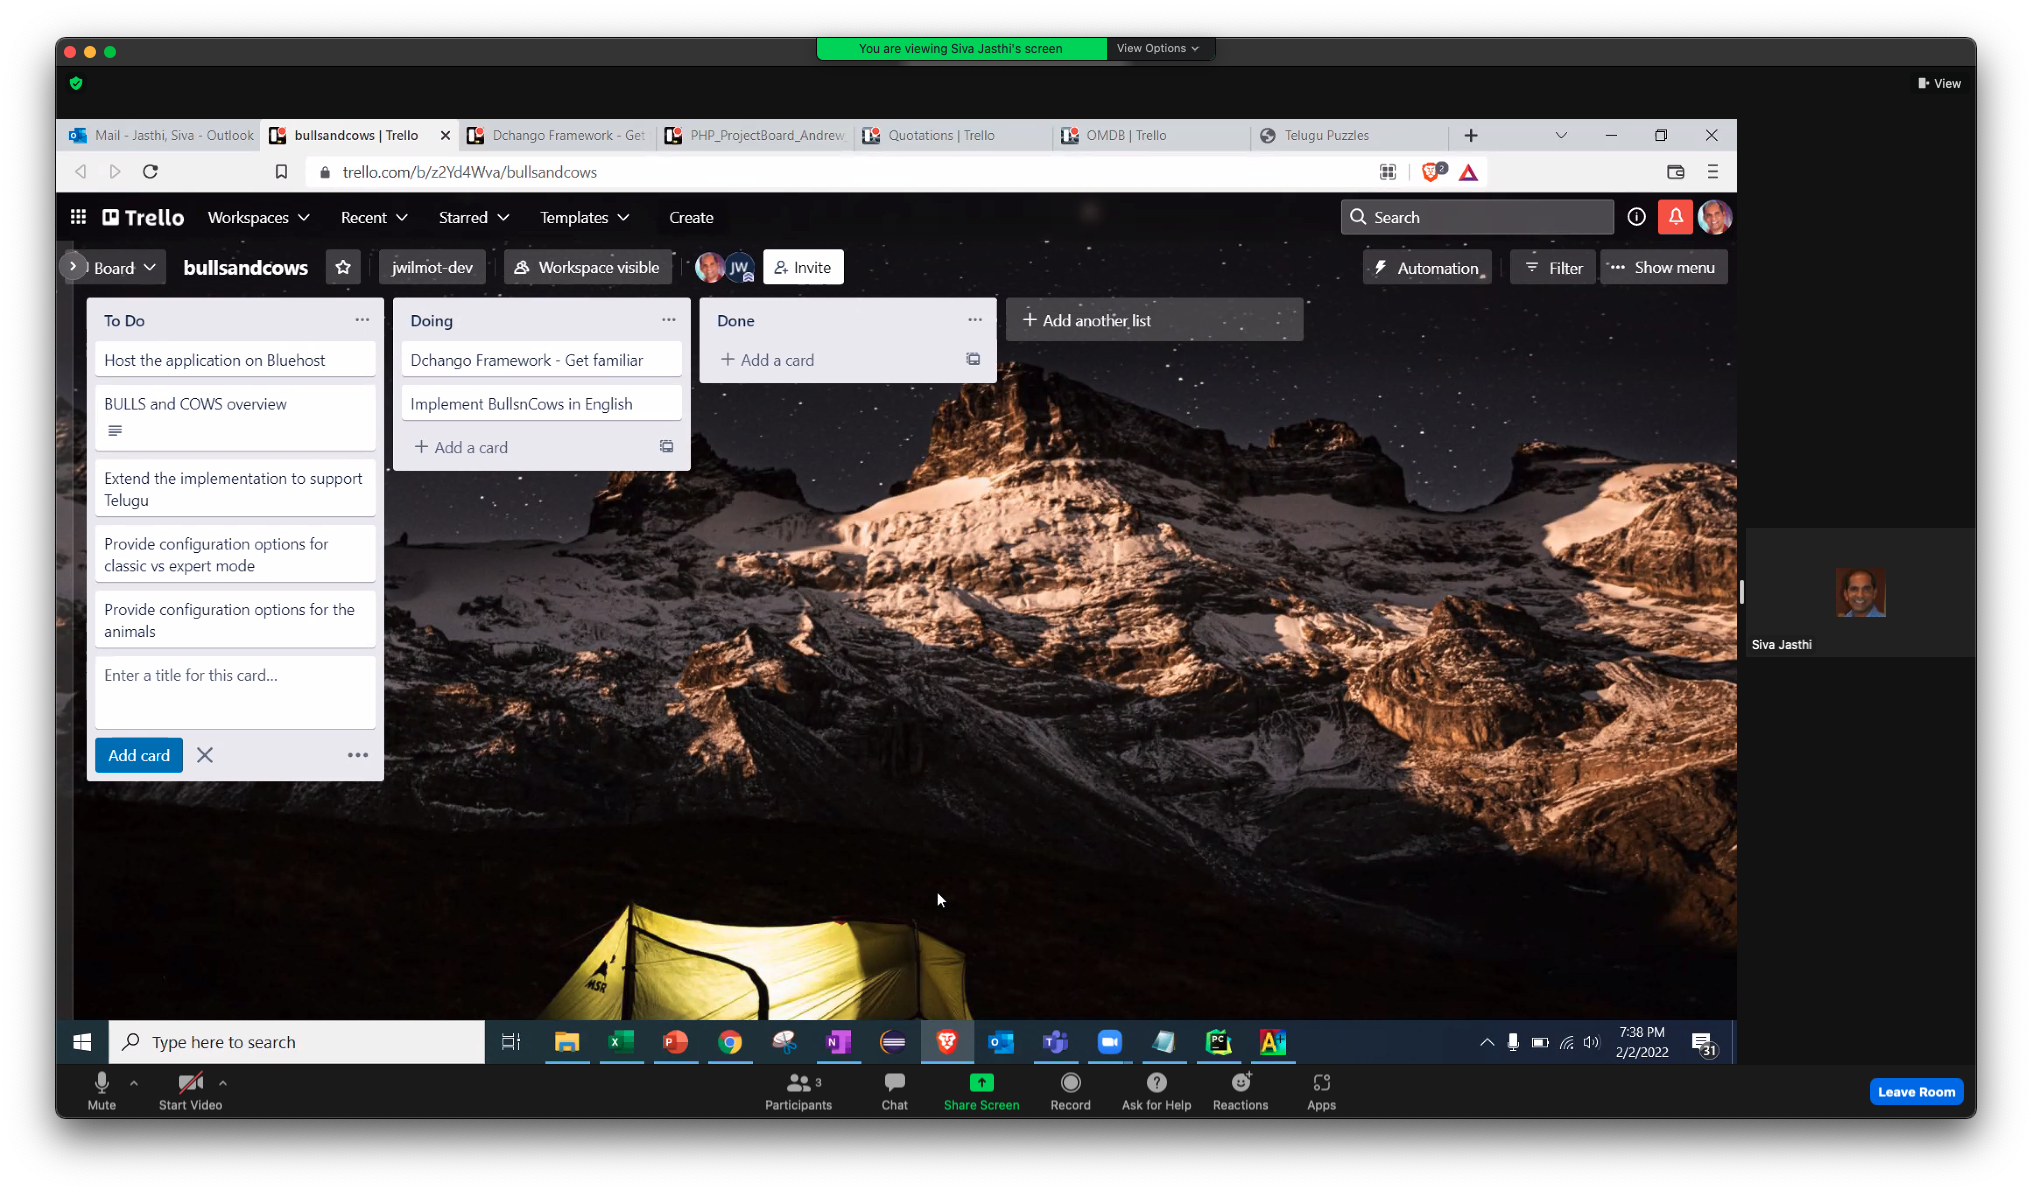 You are viewing Siva Jasthi's screen
View Options
View
Mail - Jasthi, Siva - Outlook
bullsandcows | Trello
Dchango Framework - Get
PHP_ProjectBoard_Andrew
Quotations | Trello
OMDB | Trello
Telugu Puzzles
trello.com/b/z2Yd4Wva/bullsandcows
2
Trello
Workspaces
Recent
Starred
Templates
Create
Search
Board
bullsandcows
jwilmot-dev
Workspace visible
JW
Invite
Automation
Filter
Show menu
To Do
Host the application on Bluehost
BULLS and COWS overview
Extend the implementation to support
Telugu
Provide configuration options for
classic vs expert mode
Provide configuration options for the
animals
Enter a title for this card...
Add card
Doing
Dchango Framework - Get familiar
Implement BullsnCows in English
+ Add a card
Done
+ Add a card
+ Add another list
MSR
Siva Jasthi
Type here to search
7:38 PM
2/2/2022
31
Mute
Start Video
3
Participants
Chat
Share Screen
Record
Ask for Help
Reactions
Apps
Leave Room